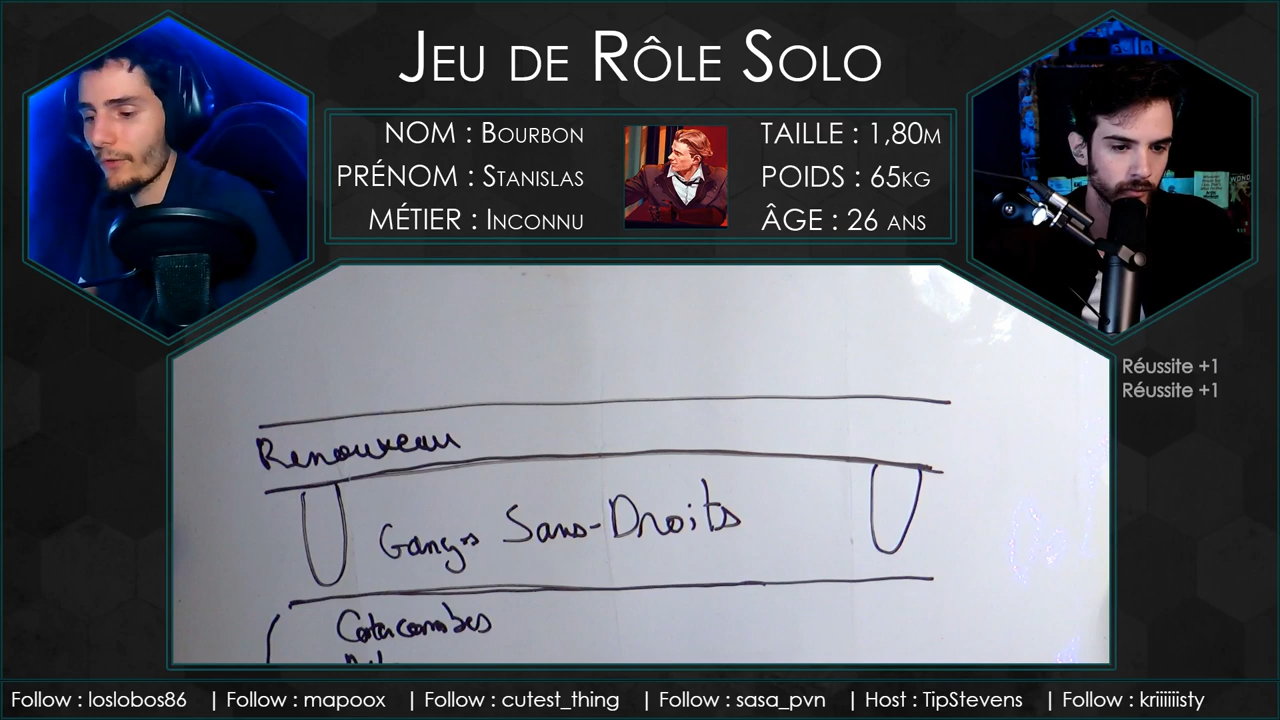 Jeu de Rôle Solo
NOM : Bourbon
PRÉNOM : Stanislas
MÉTIER : Inconnu
TAILLE : 1,80m
POIDS : 65kg
ÂGE : 26 ans
Réussite +1
Réussite +1
Renouveau
Gangs Sans-Droits
Catacombes
Follow : loslobos86 | Follow : mapoox | Follow : cutest_thing | Follow : sasa_pvn | Host : TipStevens | Follow : kriiiiiisty